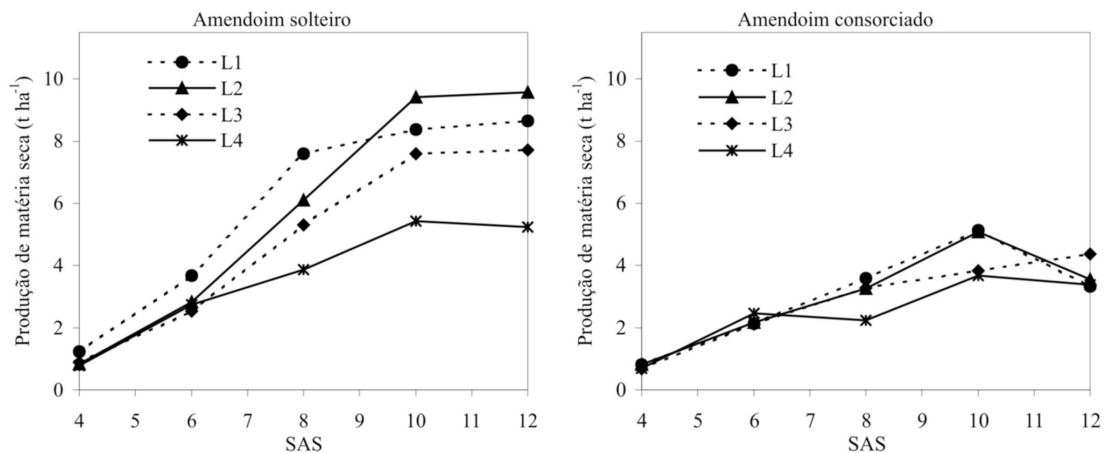 Amendoim solteiro
Produção de matéria seca (t ha⁻¹)
10
8
6
4
2
0
L1
L2
L3
L4
4 5 6 7 8 9 10 11 12
SAS
Amendoim consorciado
Produção de matéria seca (t ha⁻¹)
10
8
6
4
2
0
L1
L2
L3
L4
4 5 6 7 8 9 10 11 12
SAS